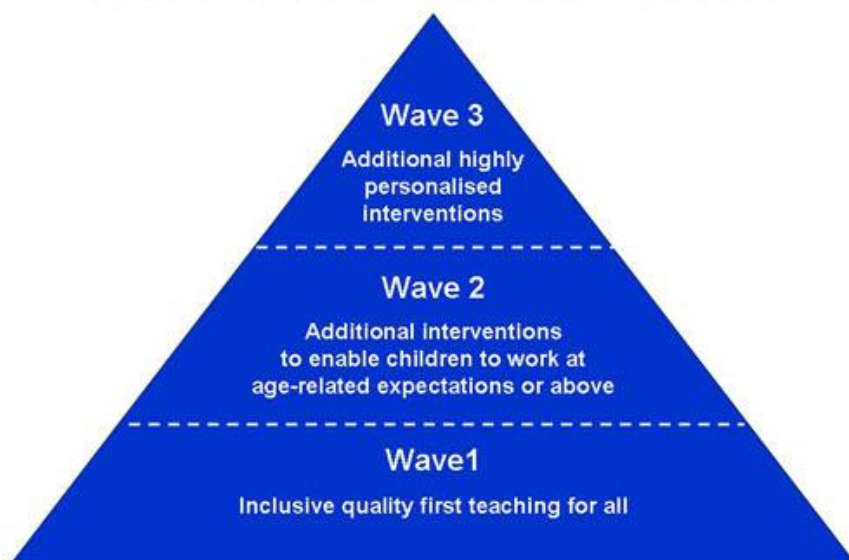 Wave 3
Additional highly
personalised
interventions
Wave 2
Additional interventions
to enable children to work at
age-related expectations or above
Wave1
Inclusive quality first teaching for all